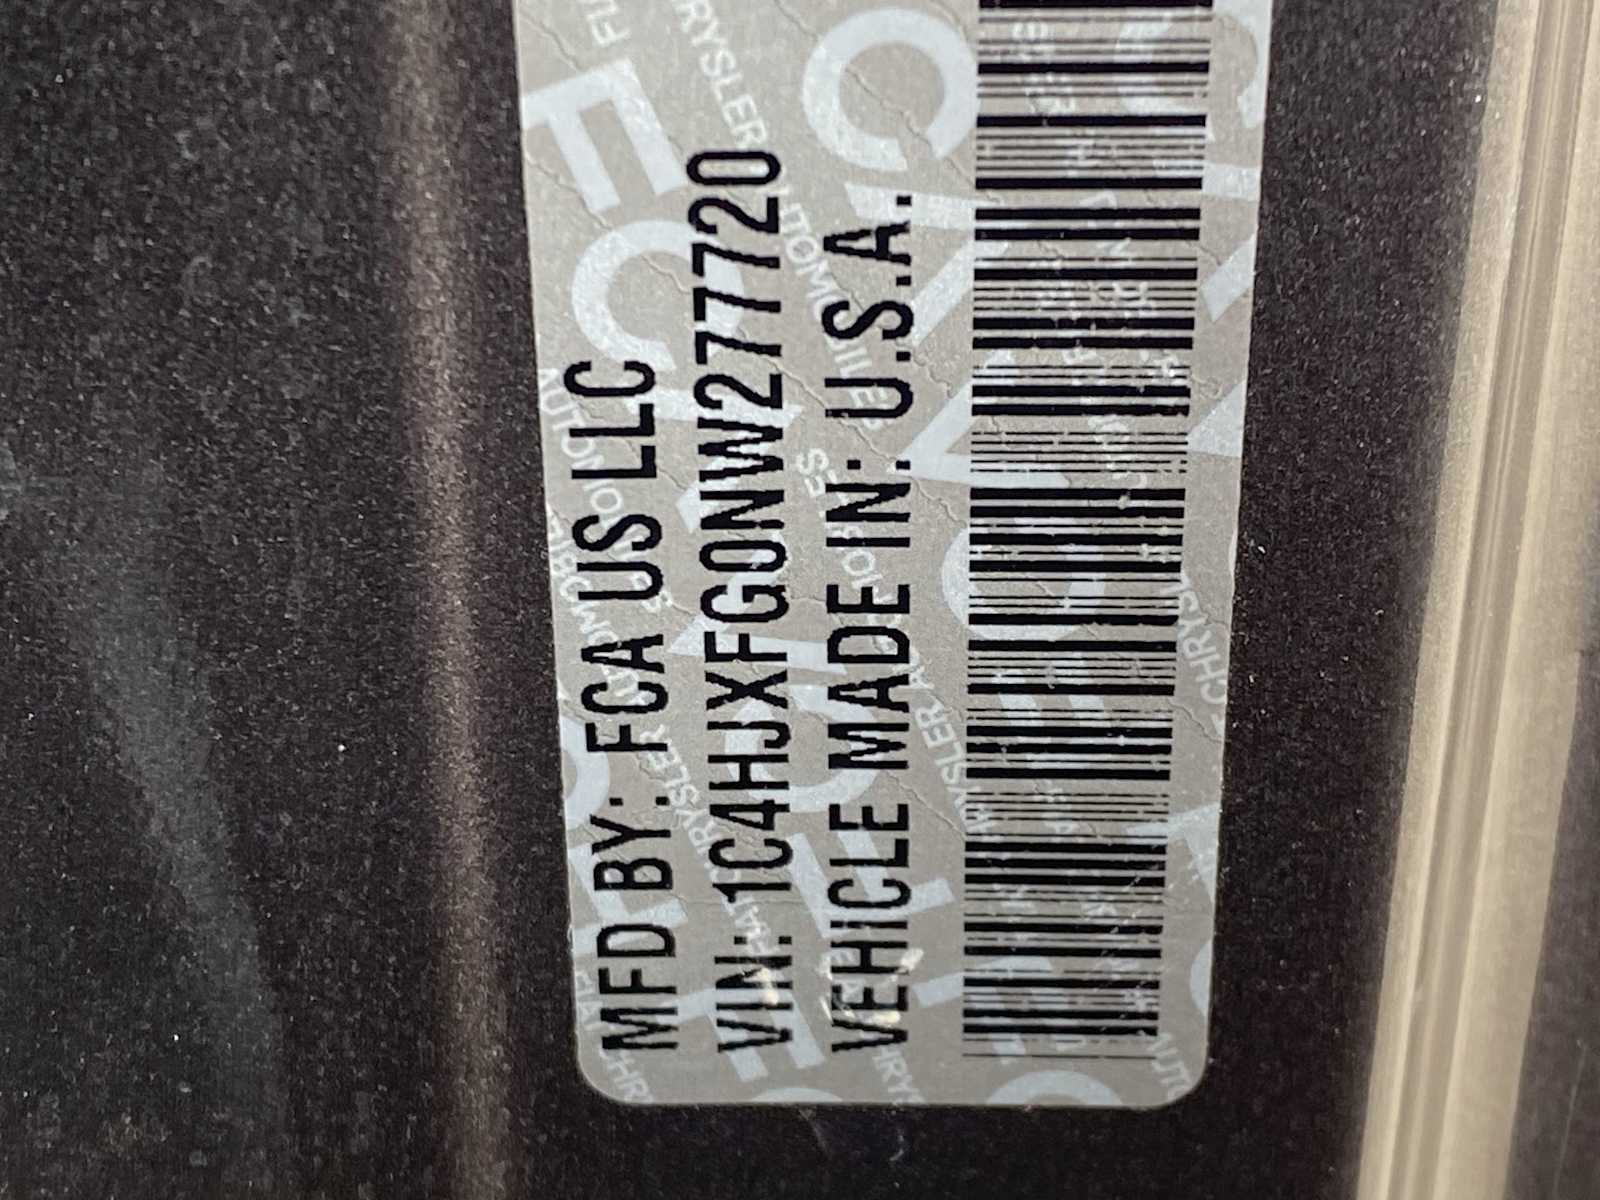 MFD BY: FCA US LLC
VIN: 1C4HJXFG0NW277720
VEHICLE MADE IN: U.S.A.